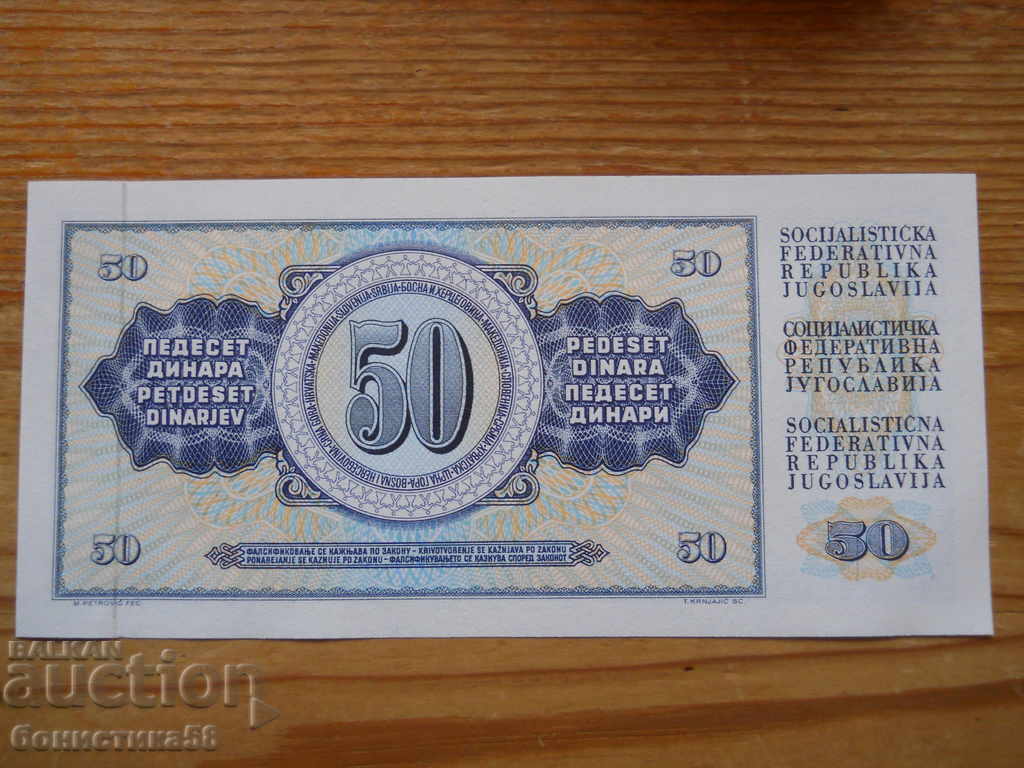 50
50
ПЕДЕСЕТ
ДИНАРА
PETDESET
DINARJEV
50
PEDESET
DINARA
ПЕДЕСЕТ
ДИНАРИ
50
50
ФАЛСИФИКОВАЊЕ СЕ КАЖЊАВА ПО ЗАКОНУ - KRIVOTVORENJE SE KAŽNJAVA PO ZAKONU
PONAREJANJE SE KAZNUJE PO ZAKONU - ФАЛСИФИКУВАЊЕТО СЕ КАЗНУВА СПОРЕД ЗАКОНОТ
M. PETROVIĆ FEC.
T. KRNJAJIĆ SC.
SOCIJALISTIČKA
FEDERATIVNA
REPUBLIKA
JUGOSLAVIJA
СОЦИЈАЛИСТИЧКА
ФЕДЕРАТИВНА
РЕПУБЛИКА
ЈУГОСЛАВИЈА
SOCIALISTIČNA
FEDERATIVNA
REPUBLIKA
JUGOSLAVIJA
50
BALKAN
auction
бонистика58